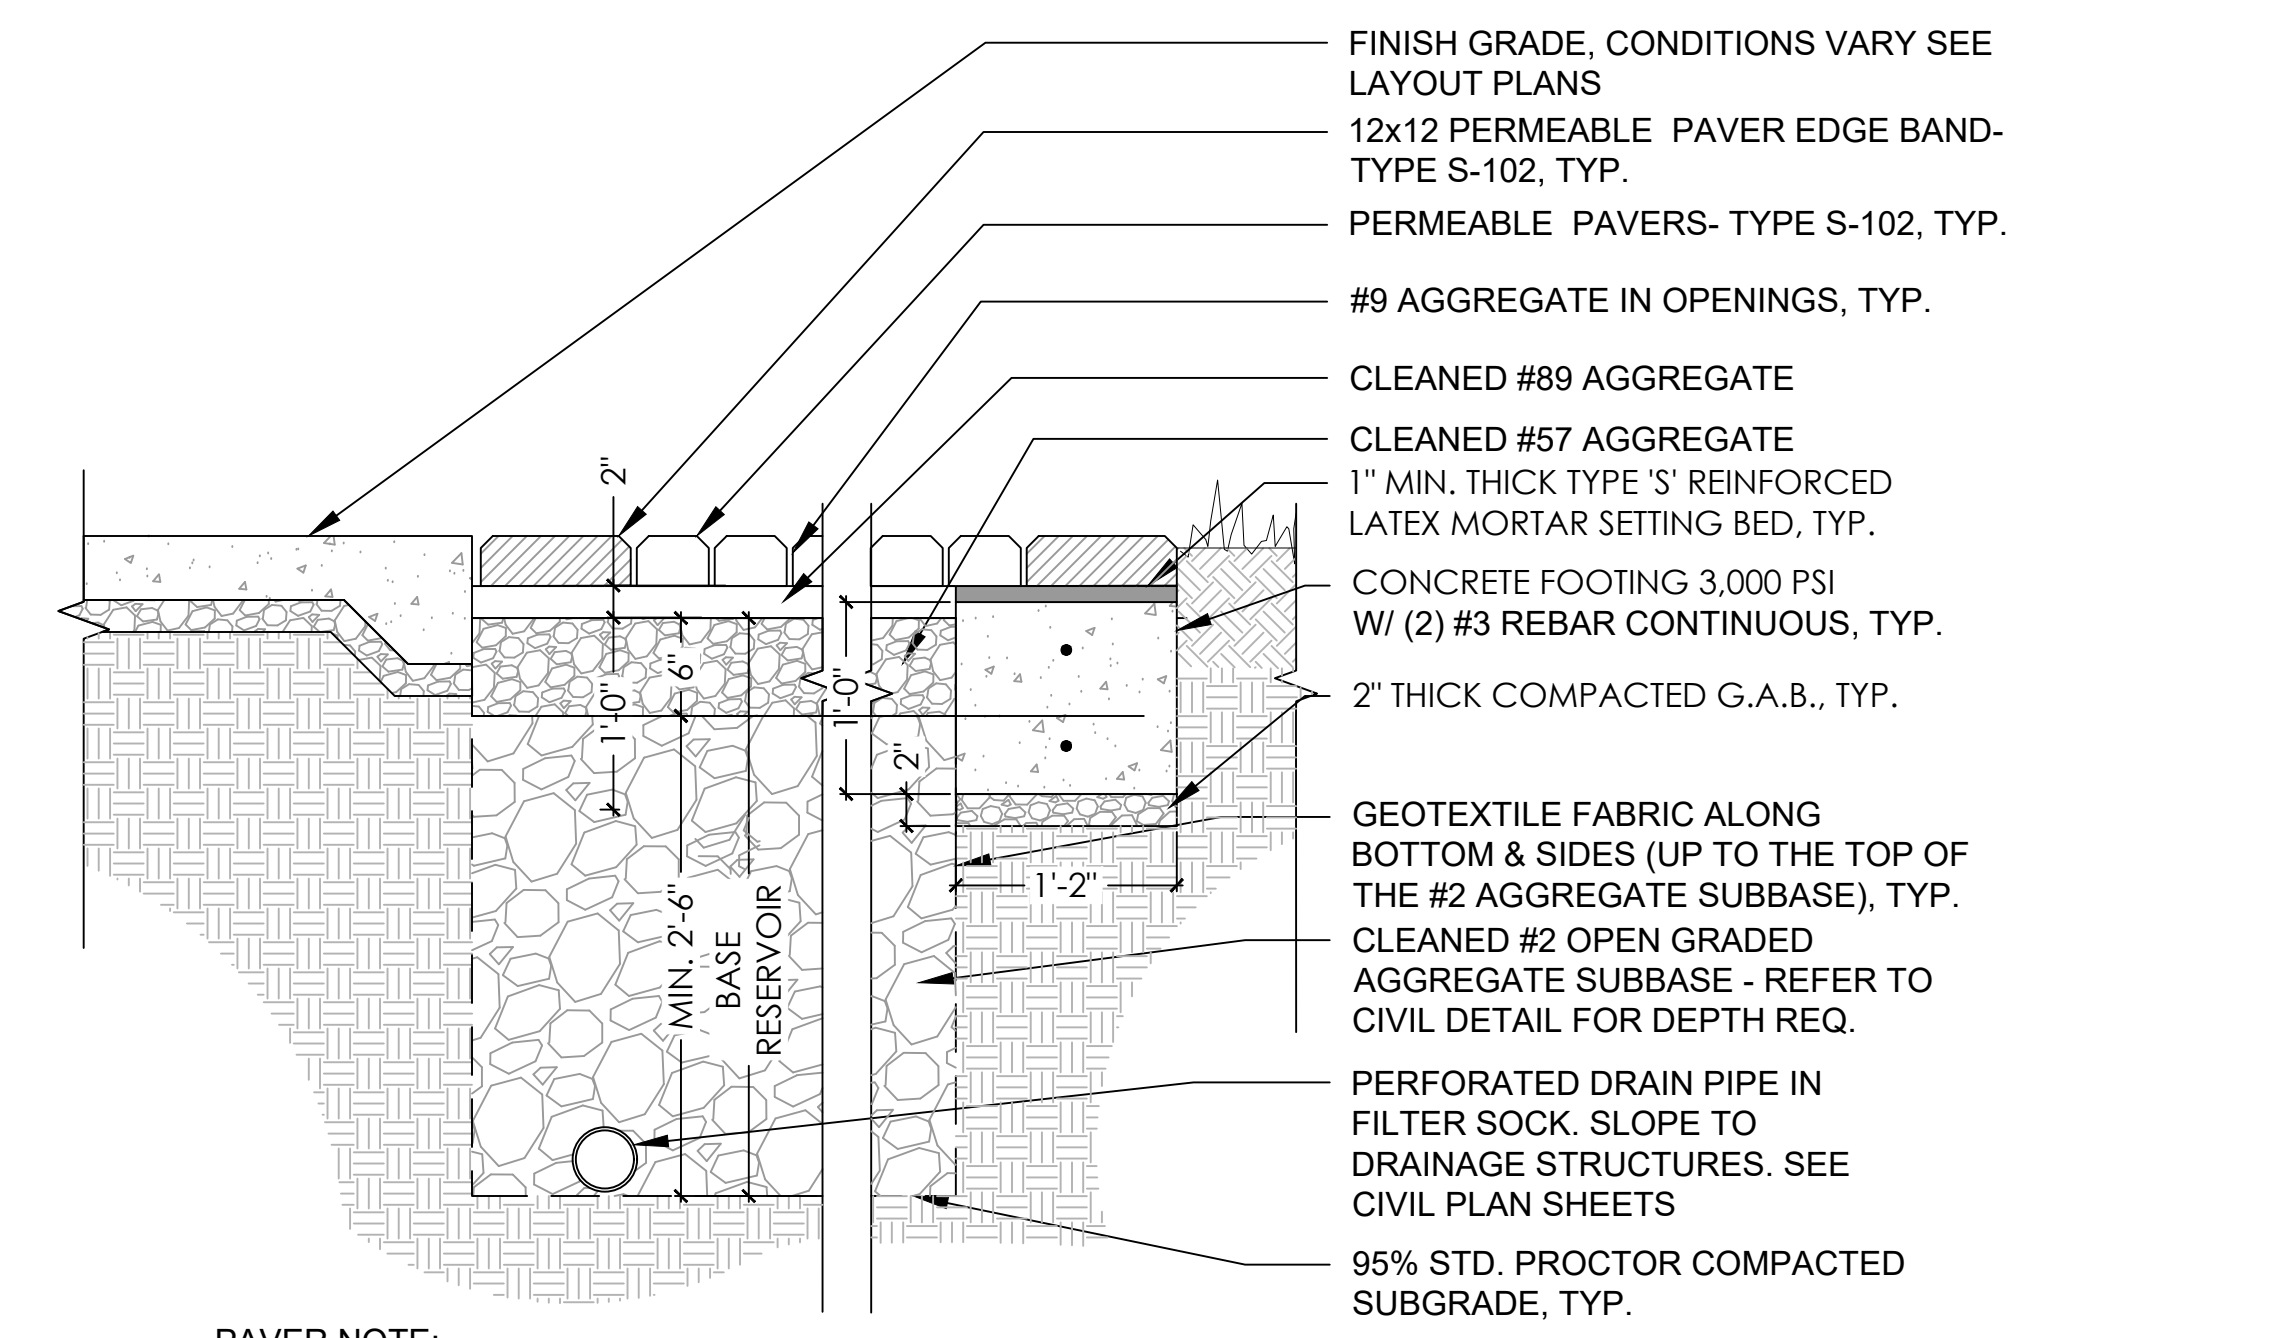 FINISH GRADE, CONDITIONS VARY SEE
LAYOUT PLANS
12x12 PERMEABLE PAVER EDGE BAND-
TYPE S-102, TYP.
PERMEABLE PAVERS- TYPE S-102, TYP.
#9 AGGREGATE IN OPENINGS, TYP.
CLEANED #89 AGGREGATE
CLEANED #57 AGGREGATE
1" MIN. THICK TYPE 'S' REINFORCED
LATEX MORTAR SETTING BED, TYP.
CONCRETE FOOTING 3,000 PSI
W/ (2) #3 REBAR CONTINUOUS, TYP.
2" THICK COMPACTED G.A.B., TYP.
GEOTEXTILE FABRIC ALONG
BOTTOM & SIDES (UP TO THE TOP OF
THE #2 AGGREGATE SUBBASE), TYP.
CLEANED #2 OPEN GRADED
AGGREGATE SUBBASE - REFER TO
CIVIL DETAIL FOR DEPTH REQ.
PERFORATED DRAIN PIPE IN
FILTER SOCK. SLOPE TO
DRAINAGE STRUCTURES. SEE
CIVIL PLAN SHEETS
95% STD. PROCTOR COMPACTED
SUBGRADE, TYP.
2"
1'-0"
6"
MIN. 2'-6"
BASE
RESERVOIR
1'-0"
2"
1'-2"
PAVER NOTE: